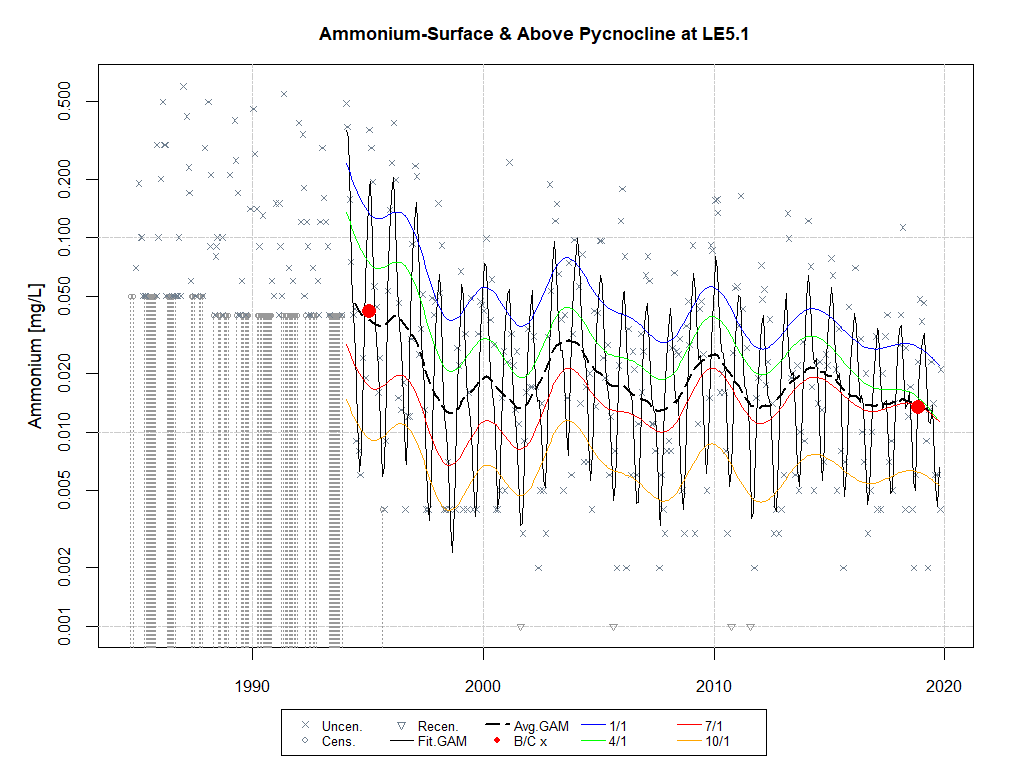 Ammonium-Surface & Above Pycnocline at LE5.1
Ammonium [mg/L]
0.500
0.200
0.100
0.050
0.020
0.010
0.005
0.002
0.001
1990 2000 2010 2020
Uncen. Recen. Avg.GAM 1/1 7/1
Cens. Fit.GAM B/C x 4/1 10/1